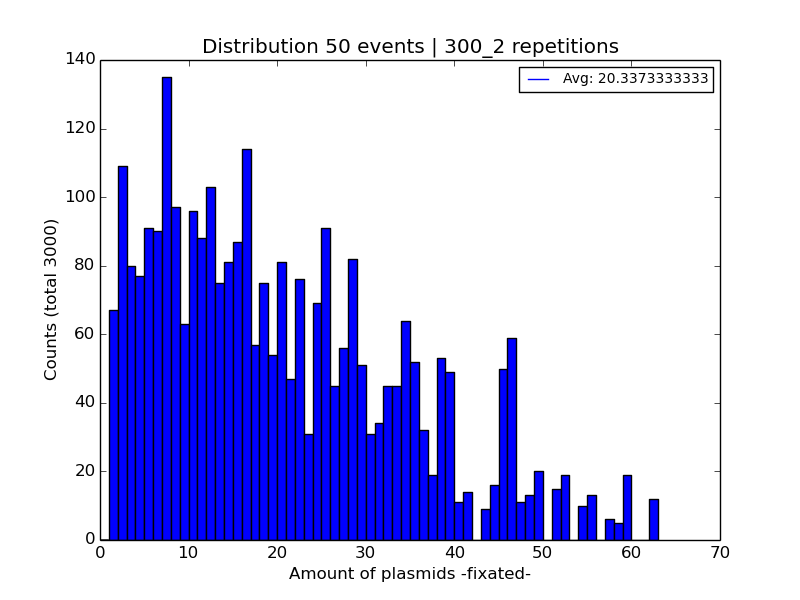 Distribution 50 events | 300_2 repetitions
Avg: 20.3373333333
140
120
100
80
60
40
20
0
Counts (total 3000)
0 10 20 30 40 50 60 70
Amount of plasmids -fixated-